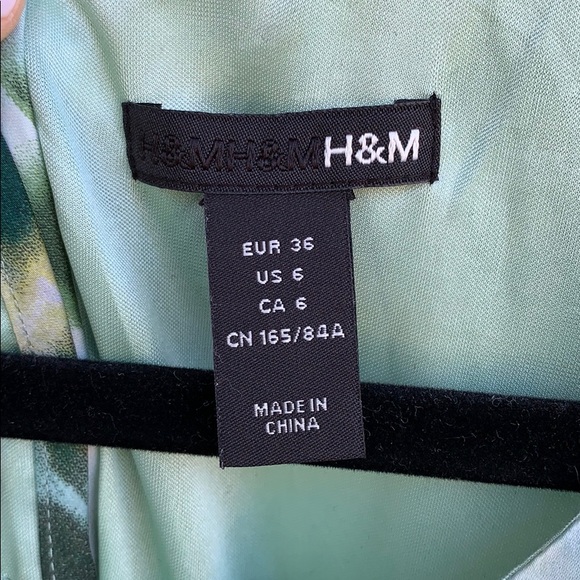 H&MH&MH&M
EUR 36
US 6
CA 6
CN 165/84A
MADE IN
CHINA